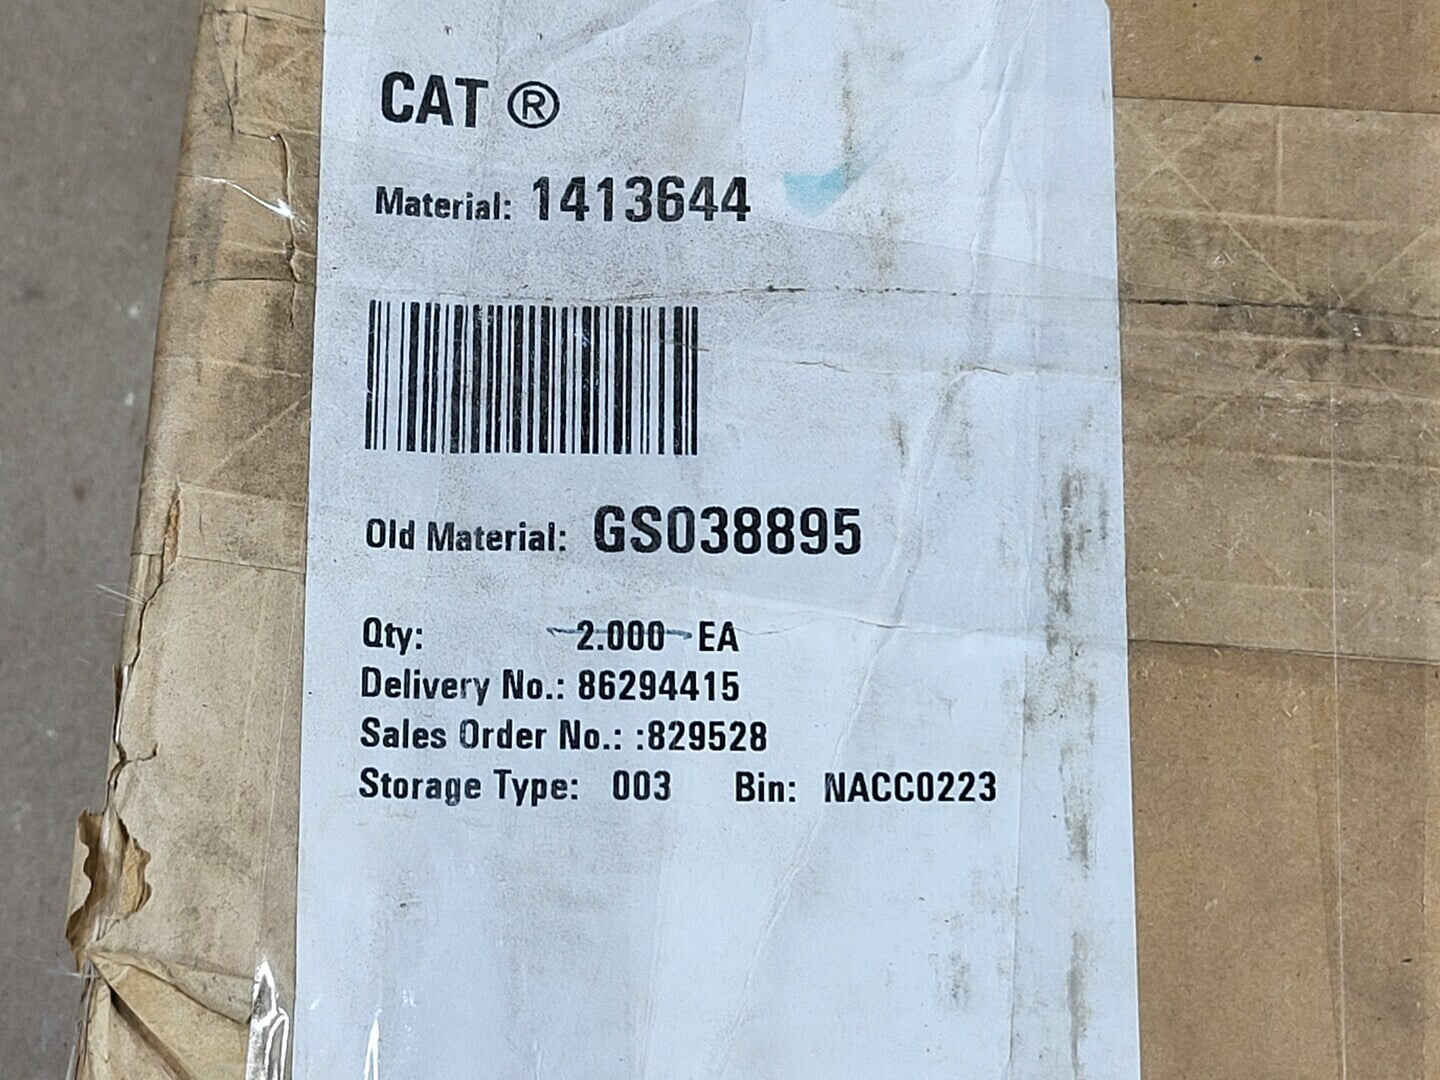 CAT ®
Material: 1413644
Old Material: GS038895
Qty: 2.000 EA
Delivery No.: 86294415
Sales Order No.: :829528
Storage Type: 003 Bin: NACC0223